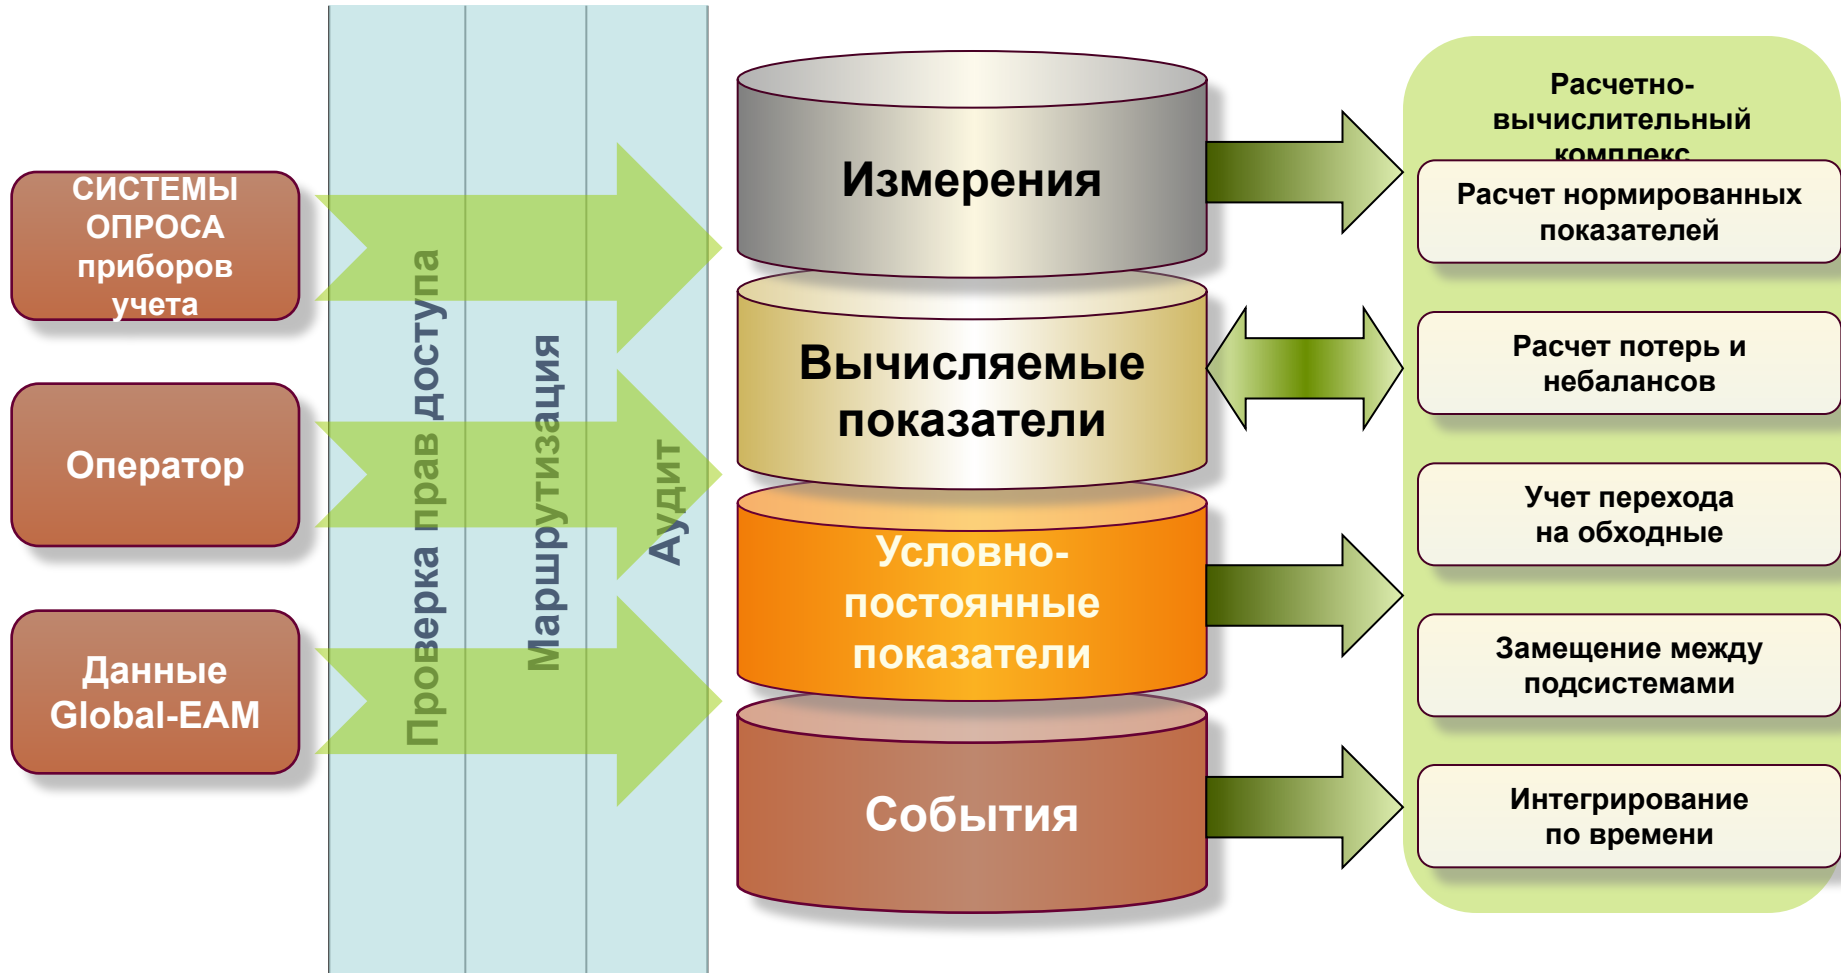 СИСТЕМЫ
ОПРОСА
приборов
учета
Оператор
Данные
Global-EAM
Проверка прав доступа
Маршрутизация
Аудит
Измерения
Вычисляемые
показатели
Условно-
постоянные
показатели
События
Расчетно-
вычислительный
комплекс
Расчет нормированных
показателей
Расчет потерь и
небалансов
Учет перехода
на обходные
Замещение между
подсистемами
Интегрирование
по времени